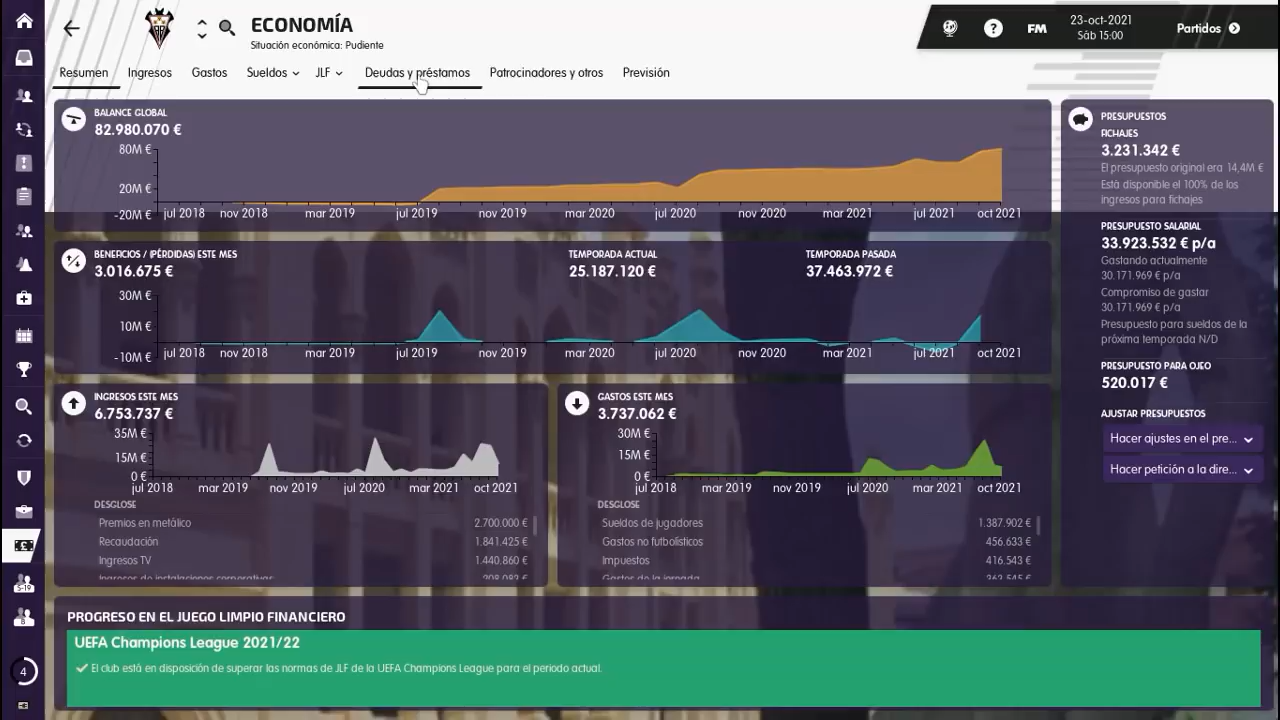 ECONOMÍA
Situación económica: Pudiente
FM
23-oct-2021
Sáb 15:00
Partidos
Resumen
Ingresos
Gastos
Sueldos
JLF
Deudas y préstamos
Patrocinadores y otros
Previsión
BALANCE GLOBAL
82.980.070 €
80M €
20M €
-20M €
jul 2018
nov 2018
mar 2019
jul 2019
nov 2019
mar 2020
jul 2020
nov 2020
mar 2021
jul 2021
oct 2021
BENEFICIOS / (PÉRDIDAS) ESTE MES
3.016.675 €
TEMPORADA ACTUAL
25.187.120 €
TEMPORADA PASADA
37.463.972 €
30M €
10M €
-10M €
jul 2018
nov 2018
mar 2019
jul 2019
nov 2019
mar 2020
jul 2020
nov 2020
mar 2021
jul 2021
oct 2021
INGRESOS ESTE MES
6.753.737 €
35M €
15M €
0 €
jul 2018
mar 2019
nov 2019
jul 2020
mar 2021
oct 2021
DESGLOSE
Premios en metálico 2.700.000 €
Recaudación 1.841.425 €
Ingresos TV 1.440.860 €
Ingresos de instalaciones corporativas 208.083 €
GASTOS ESTE MES
3.737.062 €
30M €
15M €
0 €
jul 2018
mar 2019
nov 2019
jul 2020
mar 2021
oct 2021
DESGLOSE
Sueldos de jugadores 1.387.902 €
Gastos no futbolísticos 456.633 €
Impuestos 416.543 €
Gastos de la jornada 363.545 €
PRESUPUESTOS
FICHAJES
3.231.342 €
El presupuesto original era 14,4M €
Está disponible el 100% de los
ingresos para fichajes
PRESUPUESTO SALARIAL
33.923.532 € p/a
Gastando actualmente
30.171.969 € p/a
Compromiso de gastar
30.171.969 € p/a
Presupuesto para sueldos de la
próxima temporada N/D
PRESUPUESTO PARA OJEO
520.017 €
AJUSTAR PRESUPUESTOS
Hacer ajustes en el pre...
Hacer petición a la dire...
PROGRESO EN EL JUEGO LIMPIO FINANCIERO
UEFA Champions League 2021/22
El club está en disposición de superar las normas de JLF de la UEFA Champions League para el periodo actual.
S-19
B
4